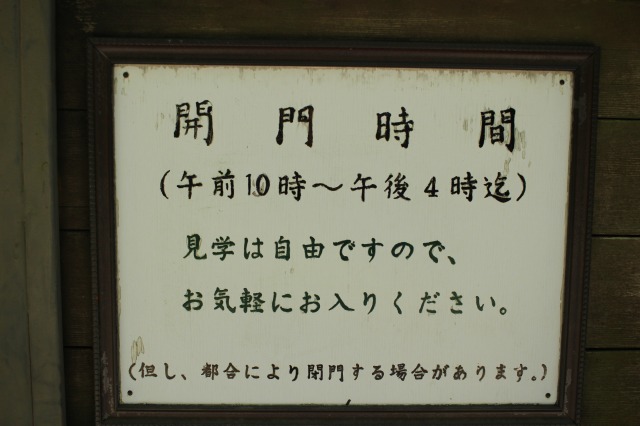 開門時間
(午前10時〜午後4時迄)
見学は自由ですので、
お気軽にお入りください。
(但し、都合により閉門する場合があります。)